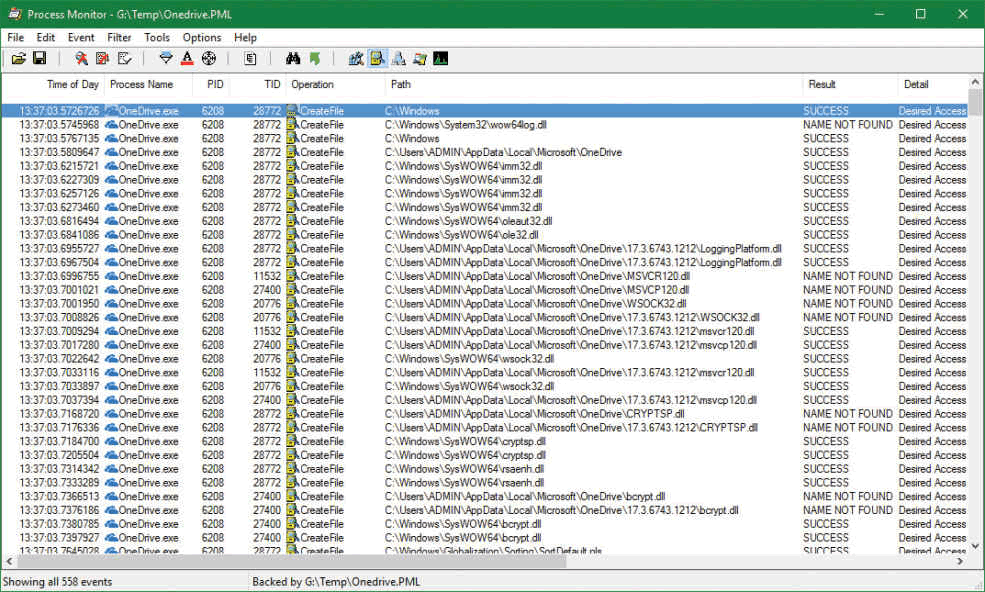 Process Monitor - G:\Temp\Onedrive.PML
File Edit Event Filter Tools Options Help
Time of Day Process Name PID TID Operation Path Result Detail
13:37:03.5726726 OneDrive.exe 6208 28772 CreateFile C:\Windows SUCCESS Desired Access
13:37:03.5745968 OneDrive.exe 6208 28772 CreateFile C:\Windows\System32\wow64log.dll NAME NOT FOUND Desired Access
13:37:03.5767135 OneDrive.exe 6208 28772 CreateFile C:\Windows SUCCESS Desired Access
13:37:03.5809647 OneDrive.exe 6208 28772 CreateFile C:\Users\ADMIN\AppData\Local\Microsoft\OneDrive SUCCESS Desired Access
13:37:03.6215721 OneDrive.exe 6208 28772 CreateFile C:\Windows\SysWOW64\imm32.dll SUCCESS Desired Access
13:37:03.6227309 OneDrive.exe 6208 28772 CreateFile C:\Windows\SysWOW64\imm32.dll SUCCESS Desired Access
13:37:03.6257126 OneDrive.exe 6208 28772 CreateFile C:\Windows\SysWOW64\imm32.dll SUCCESS Desired Access
13:37:03.6273460 OneDrive.exe 6208 28772 CreateFile C:\Windows\SysWOW64\imm32.dll SUCCESS Desired Access
13:37:03.6816494 OneDrive.exe 6208 28772 CreateFile C:\Windows\SysWOW64\oleaut32.dll SUCCESS Desired Access
13:37:03.6841086 OneDrive.exe 6208 28772 CreateFile C:\Windows\SysWOW64\ole32.dll SUCCESS Desired Access
13:37:03.6955727 OneDrive.exe 6208 28772 CreateFile C:\Users\ADMIN\AppData\Local\Microsoft\OneDrive\17.3.6743.1212\LoggingPlatform.dll SUCCESS Desired Access
13:37:03.6967504 OneDrive.exe 6208 28772 CreateFile C:\Users\ADMIN\AppData\Local\Microsoft\OneDrive\17.3.6743.1212\LoggingPlatform.dll SUCCESS Desired Access
13:37:03.6996755 OneDrive.exe 6208 11532 CreateFile C:\Users\ADMIN\AppData\Local\Microsoft\OneDrive\MSVCR120.dll NAME NOT FOUND Desired Access
13:37:03.7001021 OneDrive.exe 6208 27400 CreateFile C:\Users\ADMIN\AppData\Local\Microsoft\OneDrive\MSVCP120.dll NAME NOT FOUND Desired Access
13:37:03.7001950 OneDrive.exe 6208 20776 CreateFile C:\Users\ADMIN\AppData\Local\Microsoft\OneDrive\WSOCK32.dll NAME NOT FOUND Desired Access
13:37:03.7008826 OneDrive.exe 6208 20776 CreateFile C:\Users\ADMIN\AppData\Local\Microsoft\OneDrive\17.3.6743.1212\WSOCK32.dll NAME NOT FOUND Desired Access
13:37:03.7009294 OneDrive.exe 6208 11532 CreateFile C:\Users\ADMIN\AppData\Local\Microsoft\OneDrive\17.3.6743.1212\msvcr120.dll SUCCESS Desired Access
13:37:03.7017280 OneDrive.exe 6208 27400 CreateFile C:\Users\ADMIN\AppData\Local\Microsoft\OneDrive\17.3.6743.1212\msvcp120.dll SUCCESS Desired Access
13:37:03.7022642 OneDrive.exe 6208 20776 CreateFile C:\Windows\SysWOW64\wsock32.dll SUCCESS Desired Access
13:37:03.7033116 OneDrive.exe 6208 11532 CreateFile C:\Users\ADMIN\AppData\Local\Microsoft\OneDrive\17.3.6743.1212\msvcr120.dll SUCCESS Desired Access
13:37:03.7033897 OneDrive.exe 6208 20776 CreateFile C:\Windows\SysWOW64\wsock32.dll SUCCESS Desired Access
13:37:03.7037394 OneDrive.exe 6208 27400 CreateFile C:\Users\ADMIN\AppData\Local\Microsoft\OneDrive\17.3.6743.1212\msvcp120.dll SUCCESS Desired Access
13:37:03.7168720 OneDrive.exe 6208 28772 CreateFile C:\Users\ADMIN\AppData\Local\Microsoft\OneDrive\CRYPTSP.dll NAME NOT FOUND Desired Access
13:37:03.7176336 OneDrive.exe 6208 28772 CreateFile C:\Users\ADMIN\AppData\Local\Microsoft\OneDrive\17.3.6743.1212\CRYPTSP.dll NAME NOT FOUND Desired Access
13:37:03.7184700 OneDrive.exe 6208 28772 CreateFile C:\Windows\SysWOW64\cryptsp.dll SUCCESS Desired Access
13:37:03.7205504 OneDrive.exe 6208 28772 CreateFile C:\Windows\SysWOW64\cryptsp.dll SUCCESS Desired Access
13:37:03.7314342 OneDrive.exe 6208 28772 CreateFile C:\Windows\SysWOW64\rsaenh.dll SUCCESS Desired Access
13:37:03.7333289 OneDrive.exe 6208 28772 CreateFile C:\Windows\SysWOW64\rsaenh.dll SUCCESS Desired Access
13:37:03.7366513 OneDrive.exe 6208 27400 CreateFile C:\Users\ADMIN\AppData\Local\Microsoft\OneDrive\bcrypt.dll NAME NOT FOUND Desired Access
13:37:03.7376186 OneDrive.exe 6208 27400 CreateFile C:\Users\ADMIN\AppData\Local\Microsoft\OneDrive\17.3.6743.1212\bcrypt.dll NAME NOT FOUND Desired Access
13:37:03.7380785 OneDrive.exe 6208 27400 CreateFile C:\Windows\SysWOW64\bcrypt.dll SUCCESS Desired Access
13:37:03.7397927 OneDrive.exe 6208 27400 CreateFile C:\Windows\SysWOW64\bcrypt.dll SUCCESS Desired Access
13:37:03.7645028 OneDrive.exe 6208 28772 CreateFile C:\Windows\Globalization\Sorting\SortDefault.nls SUCCESS Desired Access
Showing all 558 events Backed by G:\Temp\Onedrive.PML